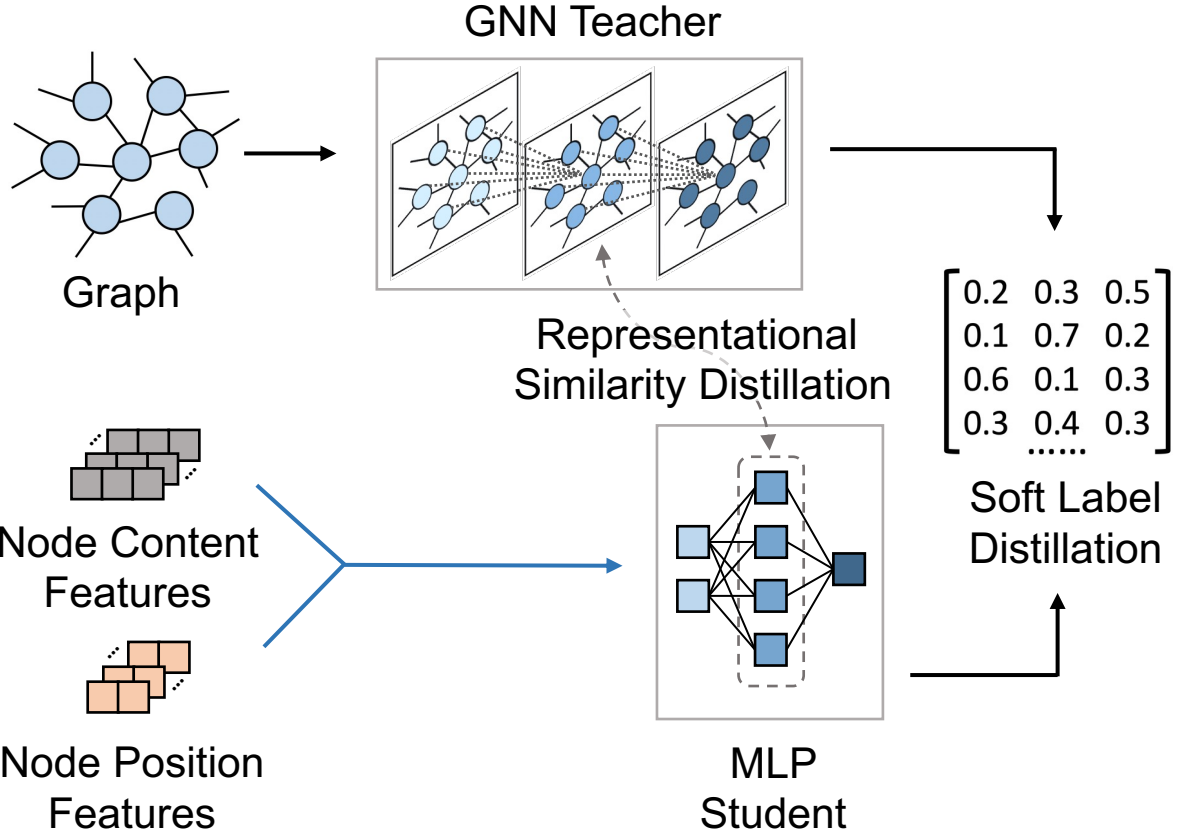 GNN Teacher
Graph
Representational
Similarity Distillation
0.2 0.3 0.5
0.1 0.7 0.2
0.6 0.1 0.3
0.3 0.4 0.3
......
Soft Label
Distillation
Node Content
Features
Node Position
Features
MLP
Student